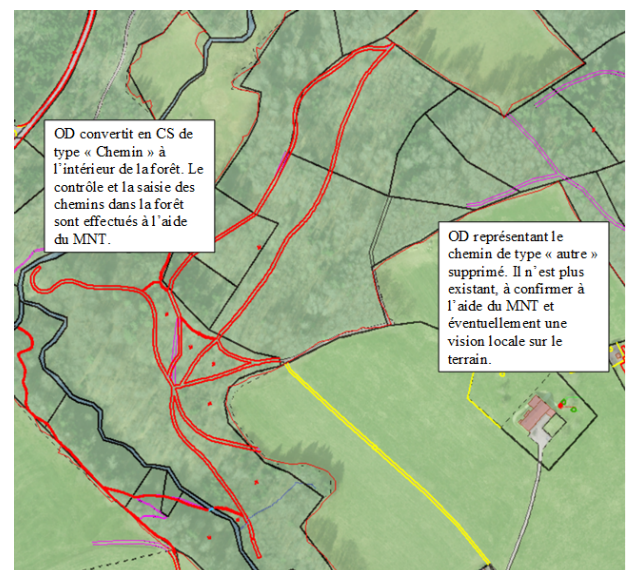 OD convertit en CS de
type « Chemin » à
l’intérieur de la forêt. Le
contrôle et la saisie des
chemins dans la forêt
sont effectués à l’aide
du MNT.
OD représentant le
chemin de type « autre »
supprimé. Il n’est plus
existant, à confirmer à
l’aide du MNT et
éventuellement une
vision locale sur le
terrain.